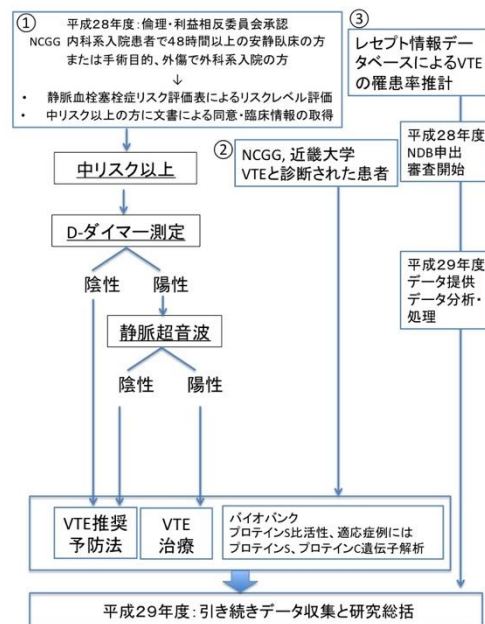 ①
平成28年度：倫理・利益相反委員会承認
NCGG 内科系入院患者で48時間以上の安静臥床の方
または手術目的、外傷で外科系入院の方
↓
• 静脈血栓塞栓症リスク評価表によるリスクレベル評価
• 中リスク以上の方に文書による同意・臨床情報の取得
中リスク以上
D-ダイマー測定
陰性 陽性
静脈超音波
陰性 陽性
②
NCGG, 近畿大学
VTEと診断された患者
③
レセプト情報デー
タベースによるVTE
の罹患率推計
平成28年度
NDB申出
審査開始
平成29年度
データ提供
データ分析・
処理
VTE推奨
予防法
VTE
治療
バイオバンク
プロテインS比活性、適応症例には
プロテインS、プロテインC遺伝子解析
平成29年度：引き続きデータ収集と研究総括